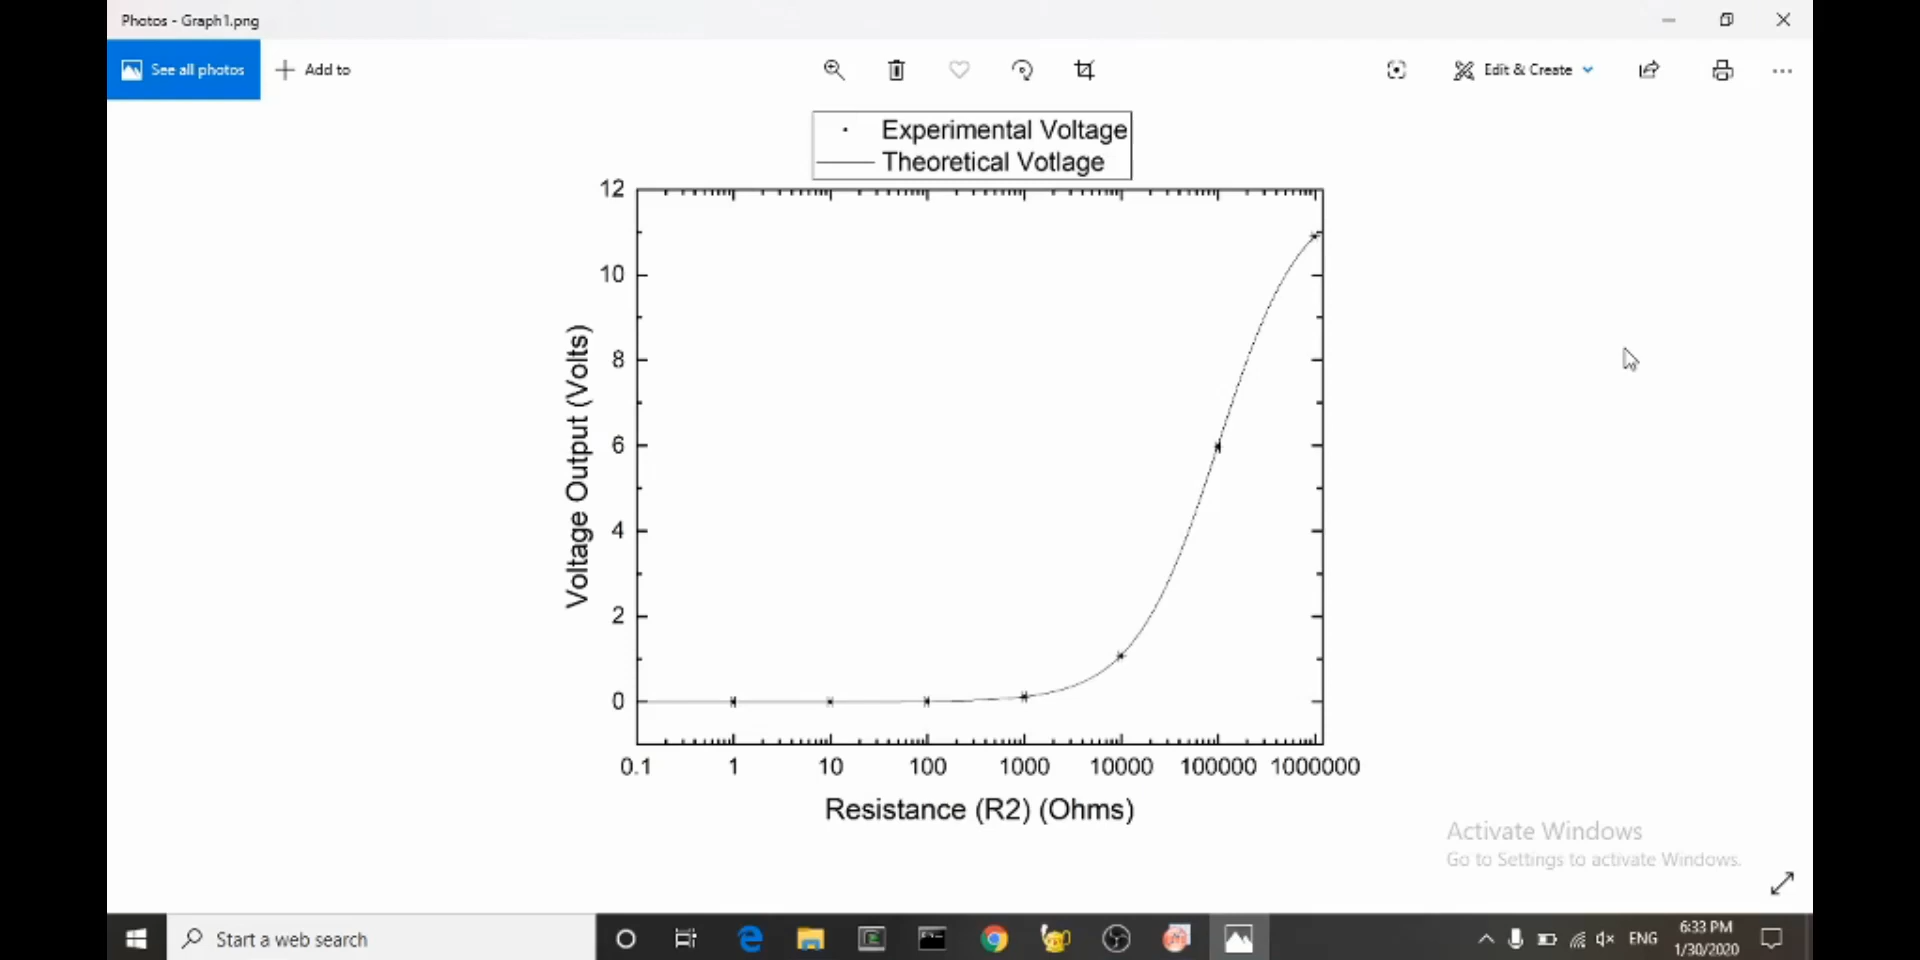 Photos - Graph1.png
See all photos
Add to
Edit & Create
Experimental Voltage
Theoretical Votlage
12
10
8
6
4
2
0
Voltage Output (Volts)
0.1 1 10 100 1000 10000 100000 1000000
Resistance (R2) (Ohms)
Activate Windows
Go to Settings to activate Windows.
Start a web search
ENG
6:33 PM
1/30/2020